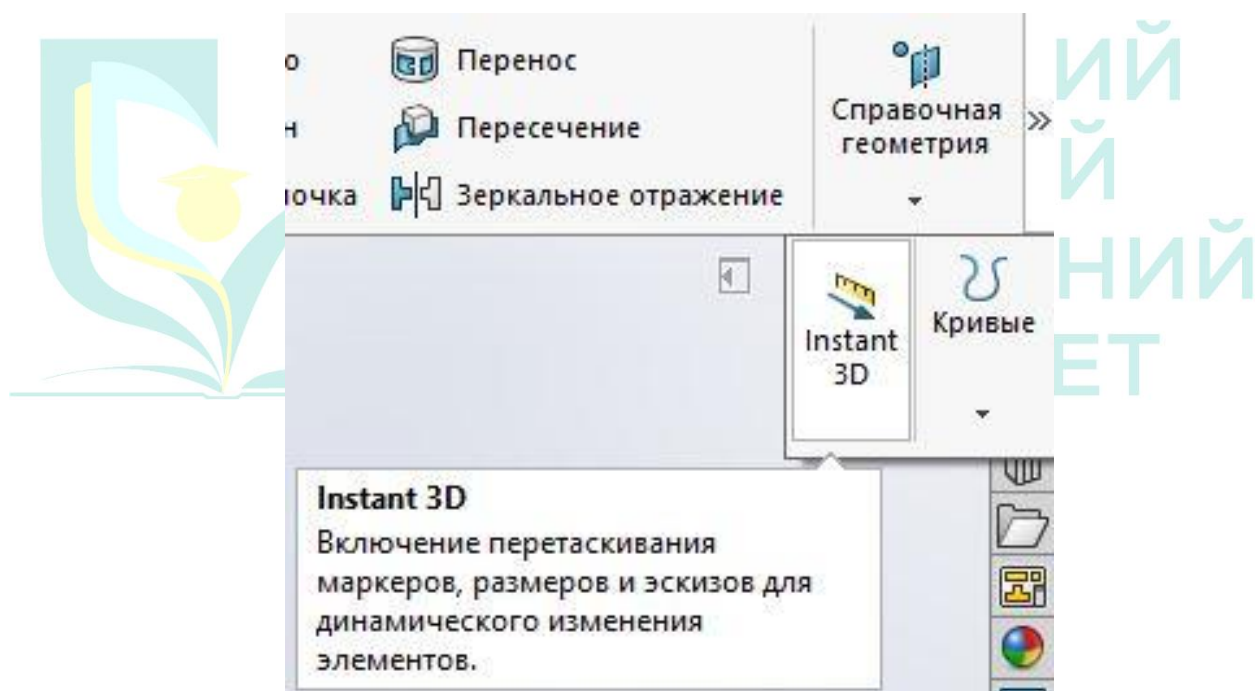 о
Перенос
н
Пересечение
почка
Зеркальное отражение
Справочная
геометрия
»
Instant
3D
Кривые
Instant 3D
Включение перетаскивания
маркеров, размеров и эскизов для
динамического изменения
элементов.
ИЙ
Й
НИЙ
ЕТ